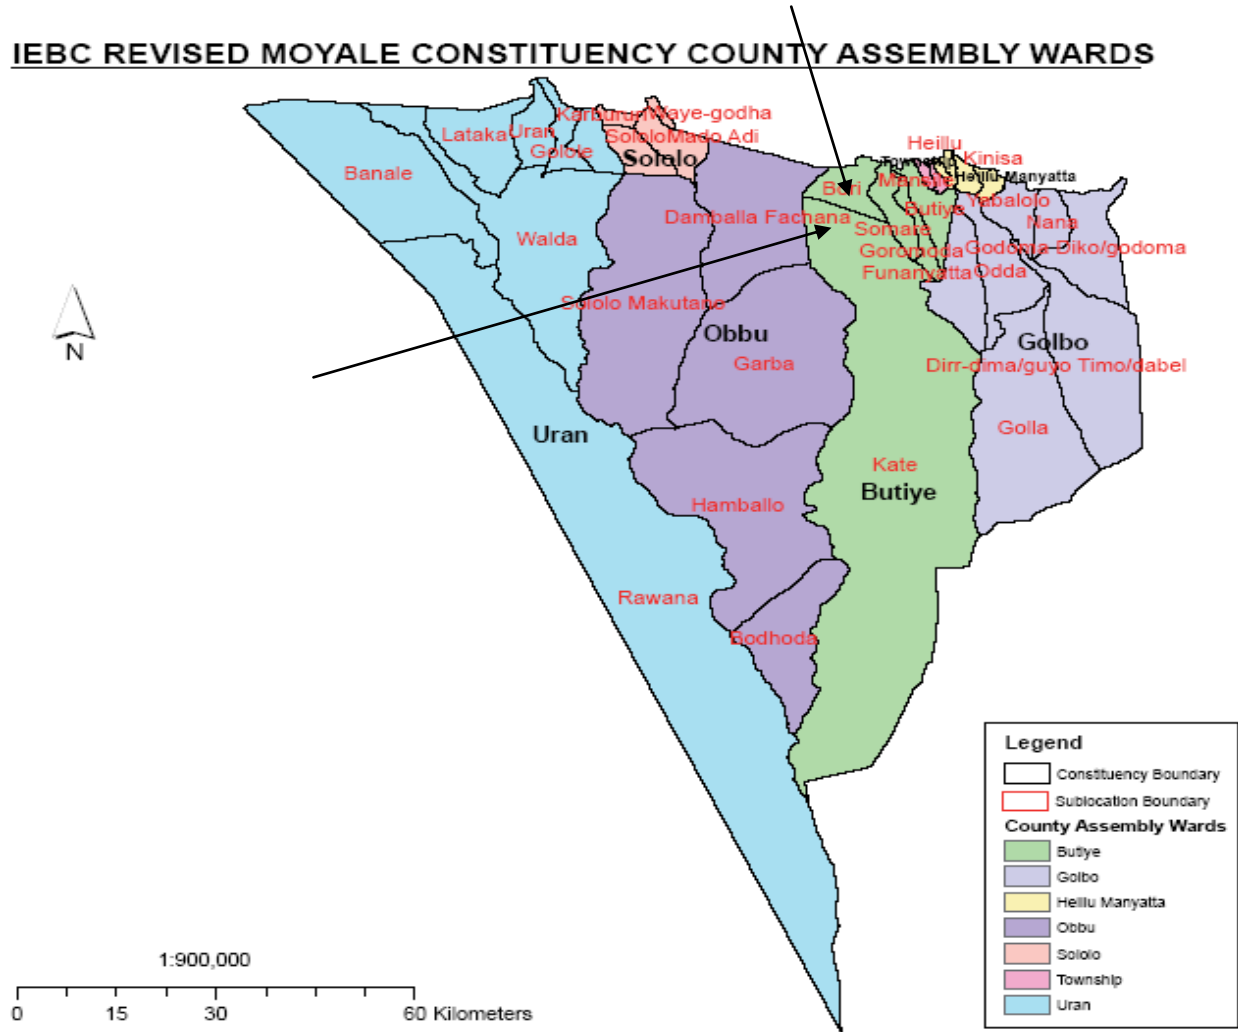 IEBC REVISED MOYALE CONSTITUENCY COUNTY ASSEMBLY WARDS
Karbururi
Waye-godha
Lataka
Uran
Sololo
Mado Adi
Golole
Sololo
Heillu
Township
Kinisa
Heillu Manyatta
Banale
Bori
Manaile
Butiye
Yabalolo
Nana
Damballa Fachana
Somare
Walda
Goromoda
Godoma
Diko/godoma
Funanyatta
Odda
N
Sololo Makutano
Obbu
Golbo
Garba
Dirr-dima/guyo
Timo/dabel
Uran
Golla
Kate
Butiye
Hamballo
Rawana
Bodhoda
Legend
Constituency Boundary
Sublocation Boundary
County Assembly Wards
Butiye
Golbo
Heillu Manyatta
Obbu
Sololo
Township
Uran
1:900,000
0 15 30 60 Kilometers